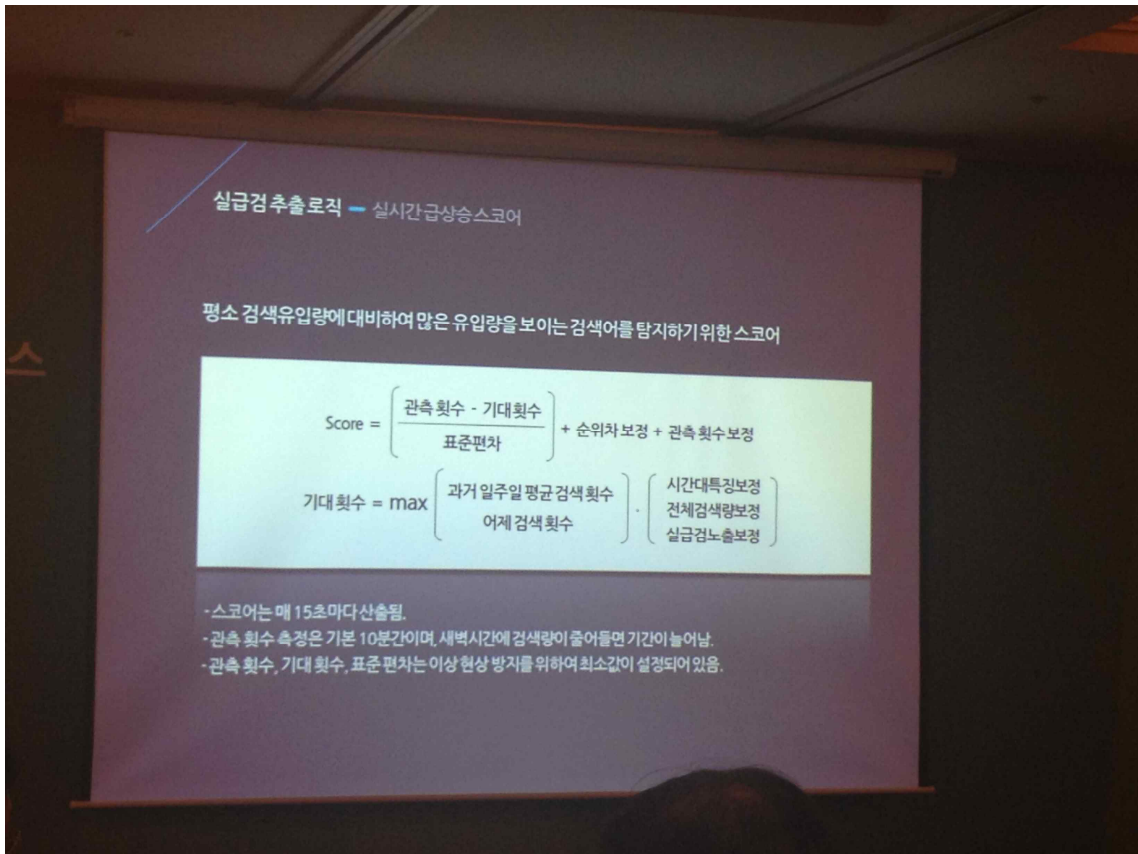 실급검 추출 로직 — 실시간 급상승 스코어
평소 검색유입량에 대비하여 많은 유입량을 보이는 검색어를 탐지하기 위한 스코어
스
Score = ( 관측 횟수 - 기대 횟수 / 표준편차 ) + 순위차 보정 + 관측 횟수 보정
기대 횟수 = max ( 과거 일주일 평균 검색 횟수
어제 검색 횟수 ) · ( 시간대특징보정
전체검색량보정
실급검노출보정 )
- 스코어는 매 15초마다 산출됨.
- 관측 횟수 측정은 기본 10분간이며, 새벽시간에 검색량이 줄어들면 기간이 늘어남.
- 관측 횟수, 기대 횟수, 표준 편차는 이상 현상 방지를 위하여 최소값이 설정되어 있음.